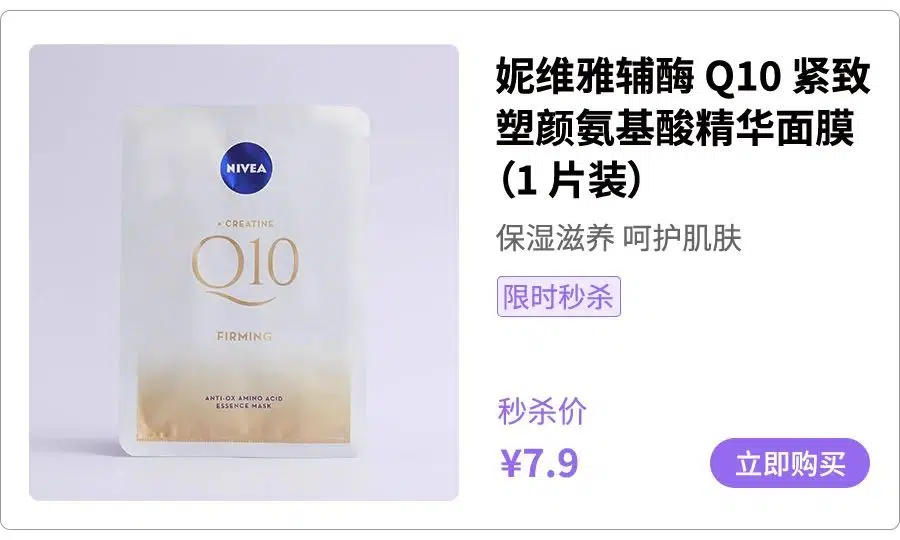 NIVEA
+ CREATINE
Q10
FIRMING
ANTI-OX AMINO ACID
ESSENCE MASK
妮维雅辅酶 Q10 紧致
塑颜氨基酸精华面膜
（1 片装）
保湿滋养 呵护肌肤
限时秒杀
秒杀价
¥7.9
立即购买